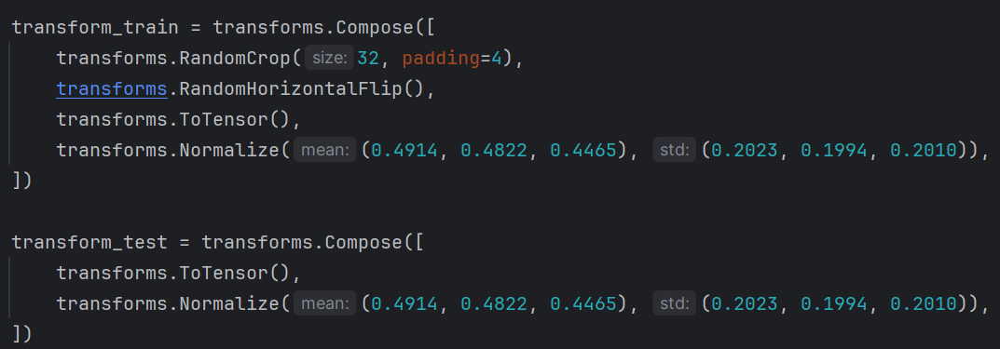 transform_train = transforms.Compose([
    transforms.RandomCrop( size: 32, padding=4),
    transforms.RandomHorizontalFlip(),
    transforms.ToTensor(),
    transforms.Normalize( mean: (0.4914, 0.4822, 0.4465), std: (0.2023, 0.1994, 0.2010)),
])
transform_test = transforms.Compose([
    transforms.ToTensor(),
    transforms.Normalize( mean: (0.4914, 0.4822, 0.4465), std: (0.2023, 0.1994, 0.2010)),
])